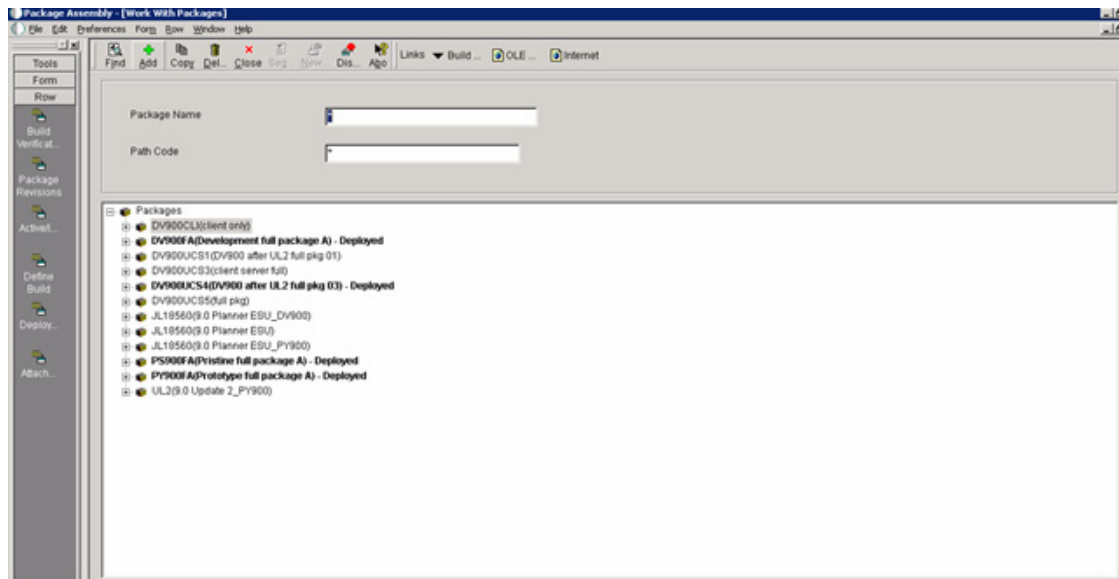 Package Assembly - [Work With Packages]
File Edit Preferences Form Row Window Help
Find Add Copy Del... Close Seq... New... Dis... Abo Links Build ... OLE ... Internet
Tools
Form
Row
Build Verificat...
Package Revisions
Active/I...
Define Build
Deploy...
Attach...
Package Name *
Path Code *
Packages
DV900CLI(client only)
DV900FA(Development full package A) - Deployed
DV900UCS1(DV900 after UL2 full pkg 01)
DV900UCS3(client server full)
DV900UCS4(DV900 after UL2 full pkg 03) - Deployed
DV900UCS5(full pkg)
JL18560(9.0 Planner ESU_DV900)
JL18560(9.0 Planner ESU)
JL18560(9.0 Planner ESU_PY900)
PS900FA(Pristine full package A) - Deployed
PY900FA(Prototype full package A) - Deployed
UL2(9.0 Update 2_PY900)